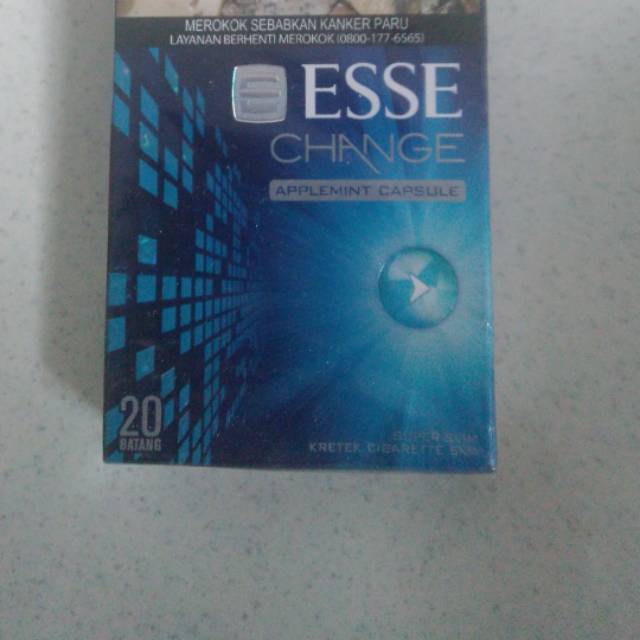 MEROKOK SEBABKAN KANKER PARU
LAYANAN BERHENTI MEROKOK (0800-177-6565)
ESSE
CHANGE
APPLEMINT CAPSULE
20
BATANG
SUPER SLIM
KRETEK CIGARETTE